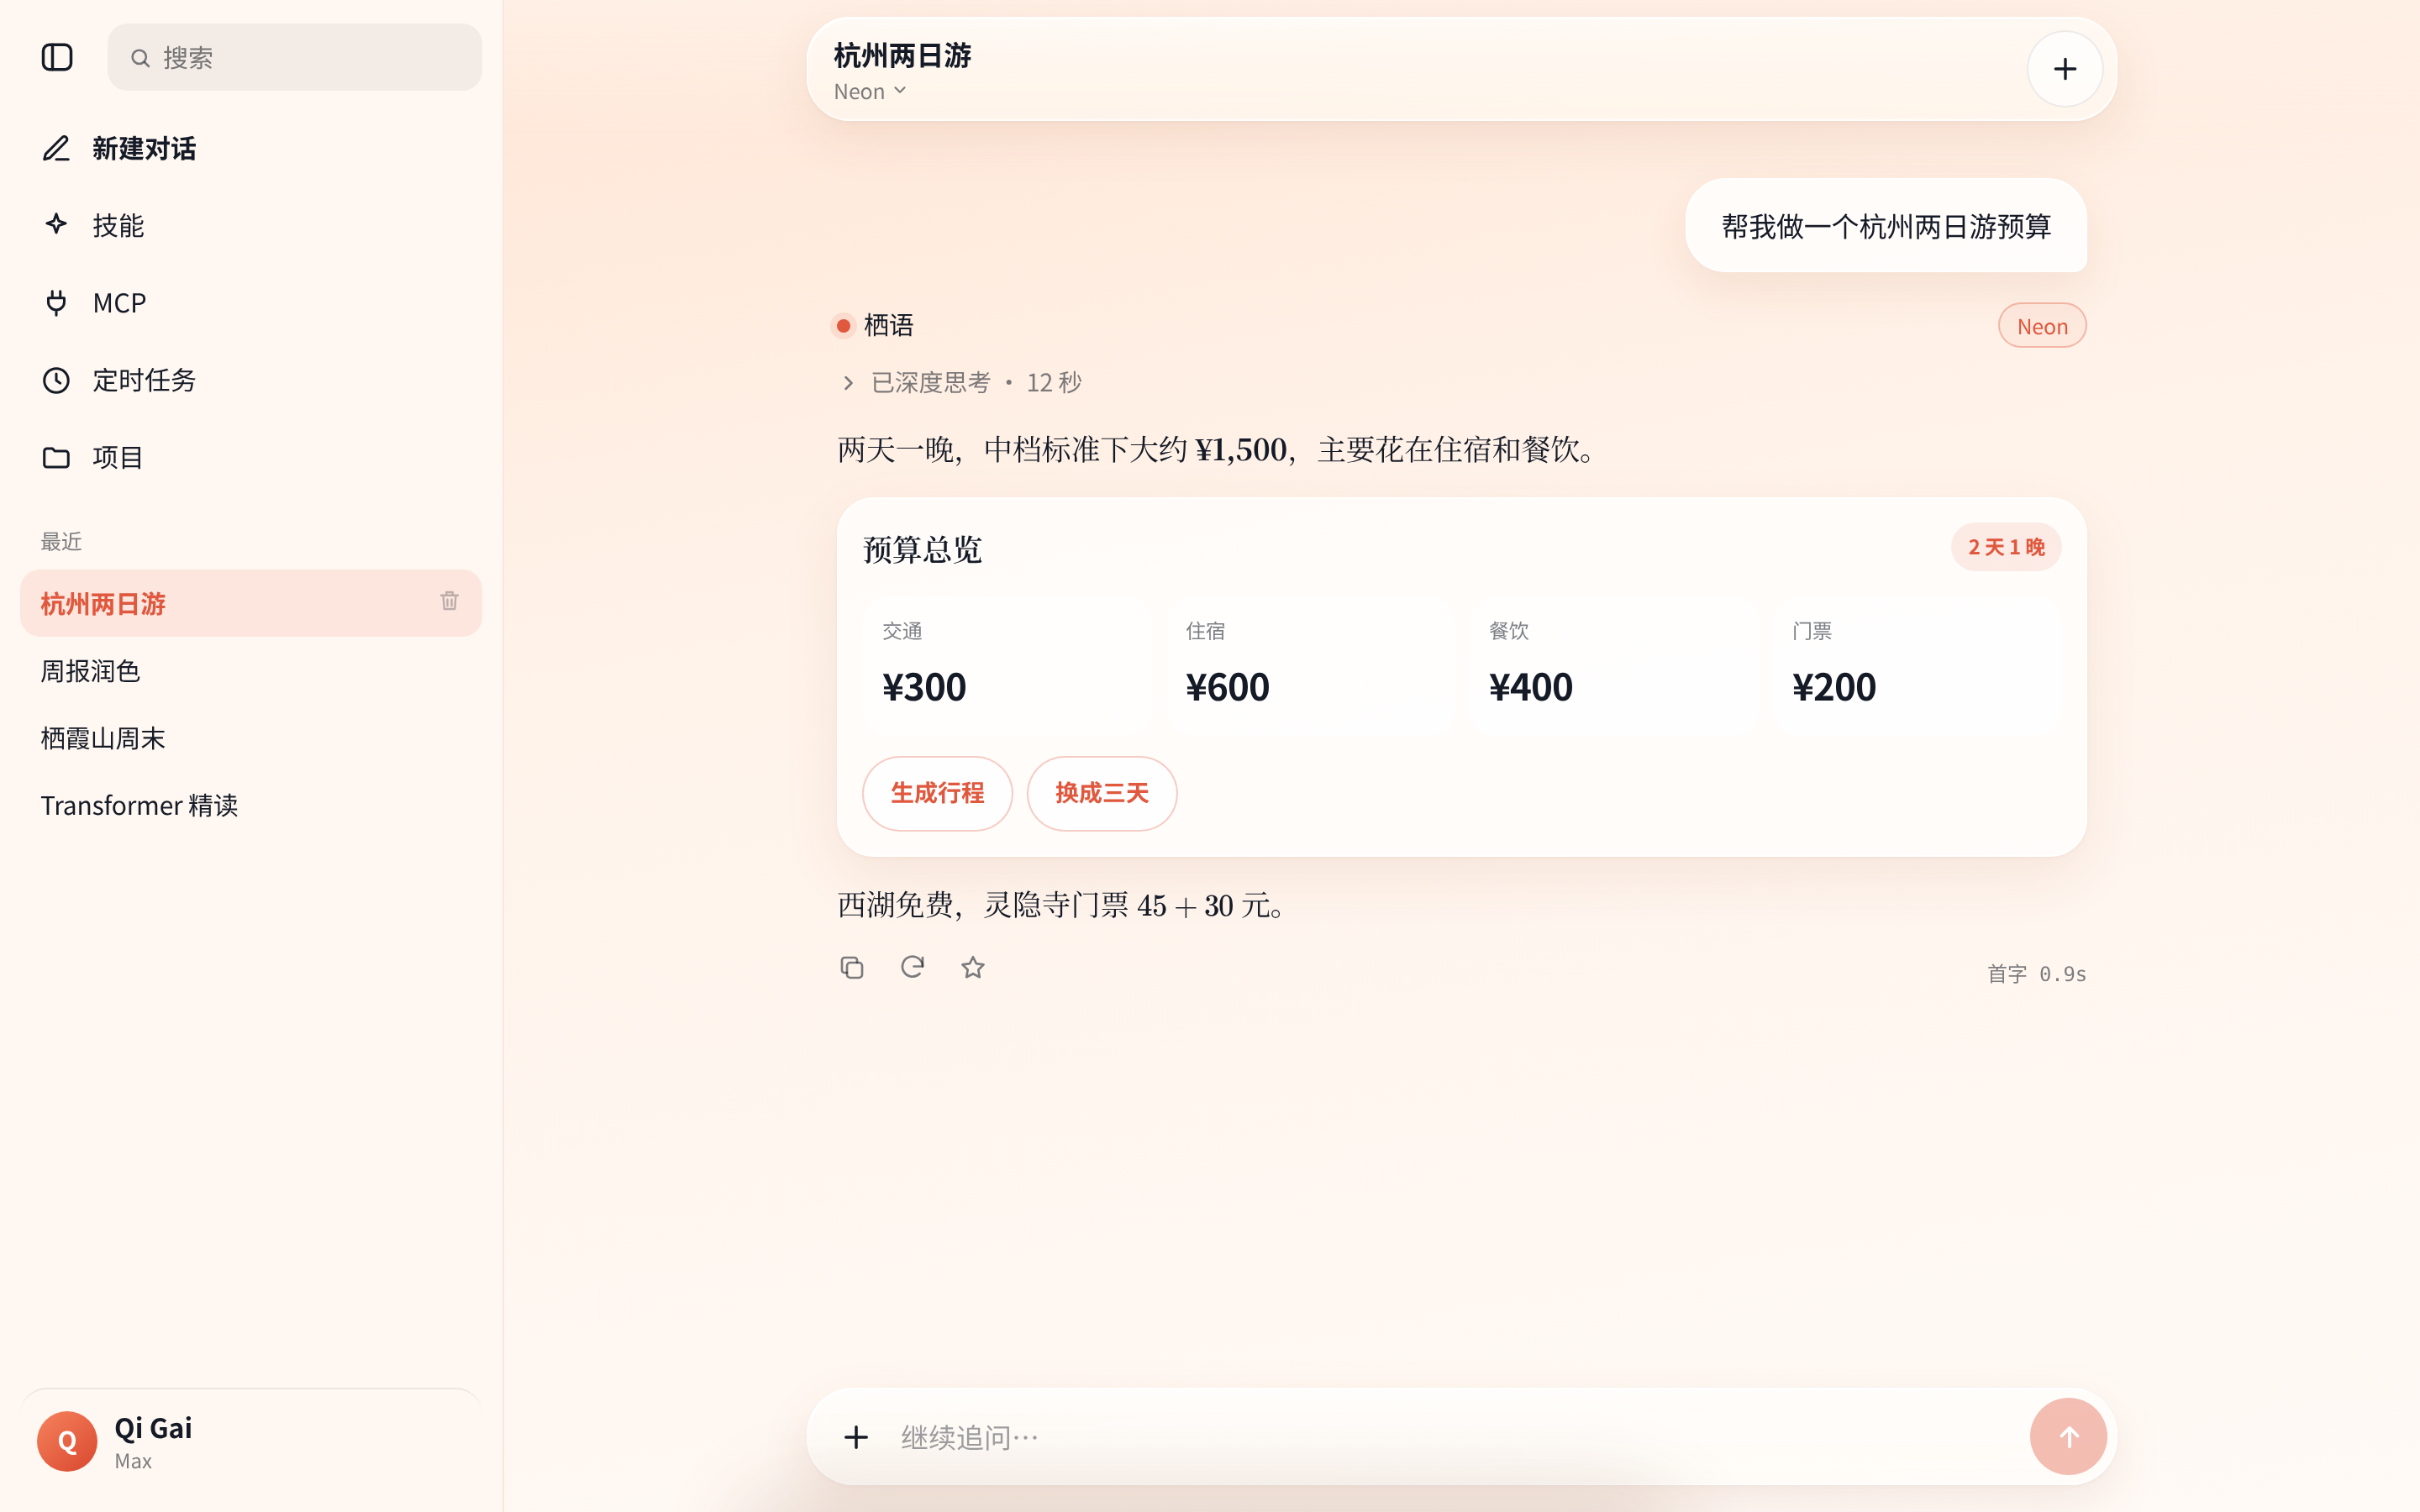 搜索
新建对话
技能
MCP
定时任务
项目
最近
杭州两日游
周报润色
栖霞山周末
Transformer 精读
Q
Qi Gai
Max
杭州两日游
Neon
帮我做一个杭州两日游预算
栖语
Neon
已深度思考 · 12 秒
两天一晚，中档标准下大约 ¥1,500，主要花在住宿和餐饮。
预算总览
2 天 1 晚
交通
¥300
住宿
¥600
餐饮
¥400
门票
¥200
生成行程
换成三天
西湖免费，灵隐寺门票 45 + 30 元。
首字 0.9s
继续追问…